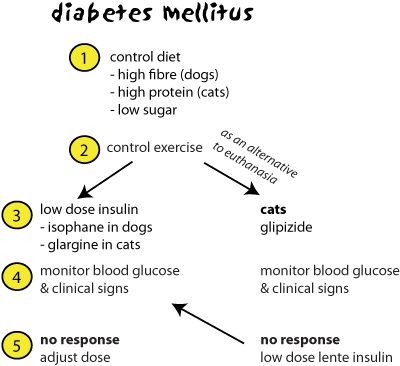 diabetes mellitus
1 control diet
- high fibre (dogs)
- high protein (cats)
- low sugar
2 control exercise
as an alternative
to euthanasia
3 low dose insulin
- isophane in dogs
- glargine in cats
cats
glipizide
4 monitor blood glucose
& clinical signs
monitor blood glucose
& clinical signs
5 no response
adjust dose
no response
low dose lente insulin